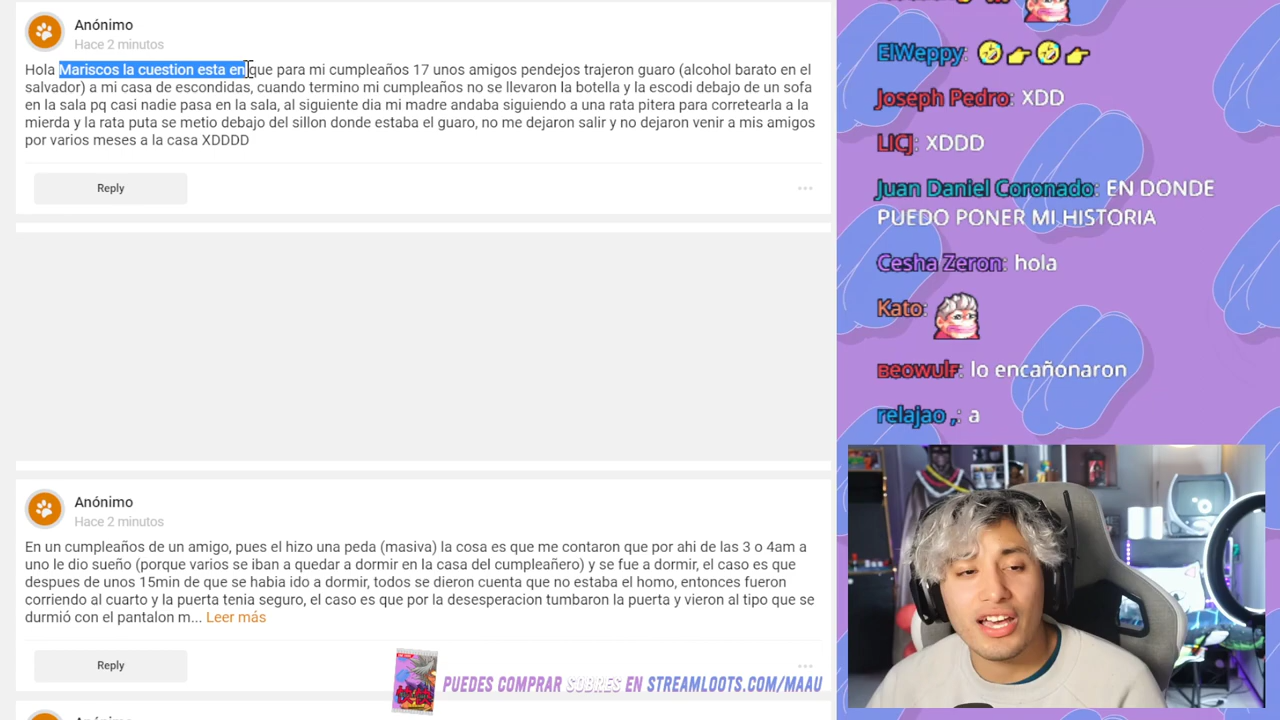 Anónimo
Hace 2 minutos
Hola Mariscos la cuestion esta en que para mi cumpleaños 17 unos amigos pendejos trajeron guaro (alcohol barato en el
salvador) a mi casa de escondidas, cuando termino mi cumpleaños no se llevaron la botella y la escodi debajo de un sofa
en la sala pq casi nadie pasa en la sala, al siguiente dia mi madre andaba siguiendo a una rata pitera para corretearla a la
mierda y la rata puta se metio debajo del sillon donde estaba el guaro, no me dejaron salir y no dejaron venir a mis amigos
por varios meses a la casa XDDDD
Reply
Anónimo
Hace 2 minutos
En un cumpleaños de un amigo, pues el hizo una peda (masiva) la cosa es que me contaron que por ahi de las 3 o 4am a
uno le dio sueño (porque varios se iban a quedar a dormir en la casa del cumpleañero) y se fue a dormir, el caso es que
despues de unos 15min de que se habia ido a dormir, todos se dieron cuenta que no estaba el homo, entonces fueron
corriendo al cuarto y la puerta tenia seguro, el caso es que por la desesperacion tumbaron la puerta y vieron al tipo que se
durmió con el pantalon m... Leer más
Reply
PUEDES COMPRAR SOBRES EN STREAMLOOTS.COM/MAAU
ElWeppy:
Joseph Pedro: XDD
LICJ: XDDD
Juan Daniel Coronado: EN DONDE
PUEDO PONER MI HISTORIA
Cesha Zeron: hola
Kato:
BEOWULF: lo encañonaron
relajao ,: a